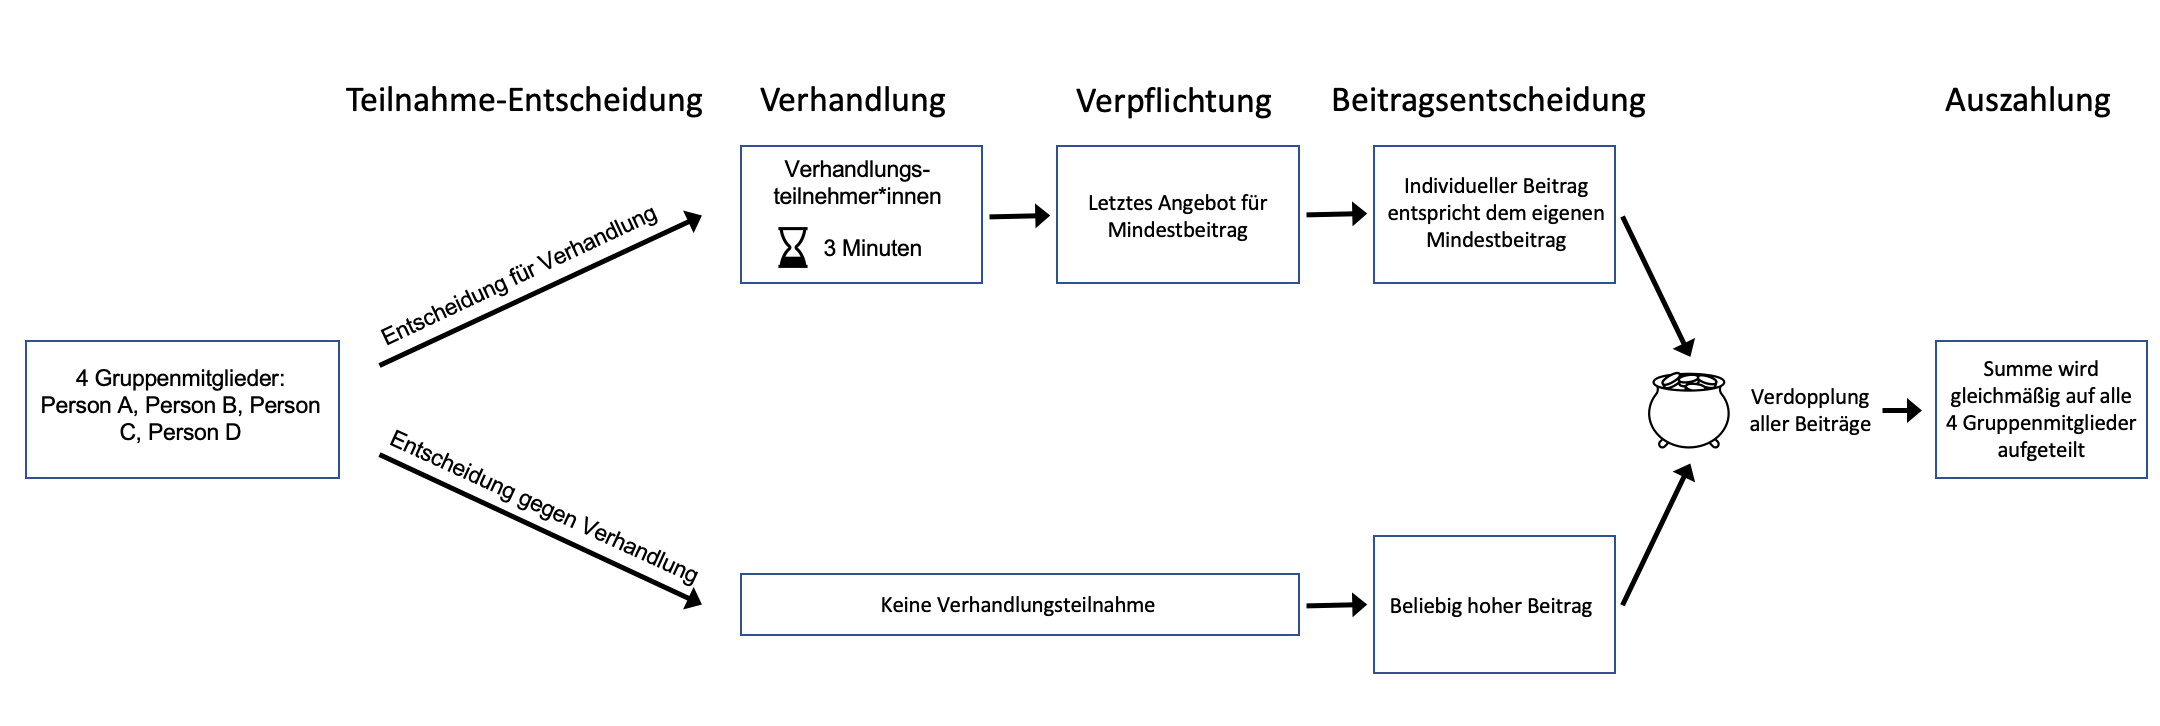 Teilnahme-Entscheidung
Verhandlung
Verpflichtung
Beitragsentscheidung
Auszahlung
4 Gruppenmitglieder:
Person A, Person B, Person
C, Person D
Entscheidung für Verhandlung
Verhandlungs-
teilnehmer*innen
3 Minuten
Letztes Angebot für
Mindestbeitrag
Individueller Beitrag
entspricht dem eigenen
Mindestbeitrag
Entscheidung gegen Verhandlung
Keine Verhandlungsteilnahme
Beliebig hoher Beitrag
Verdopplung
aller Beiträge
Summe wird
gleichmäßig auf alle
4 Gruppenmitglieder
aufgeteilt